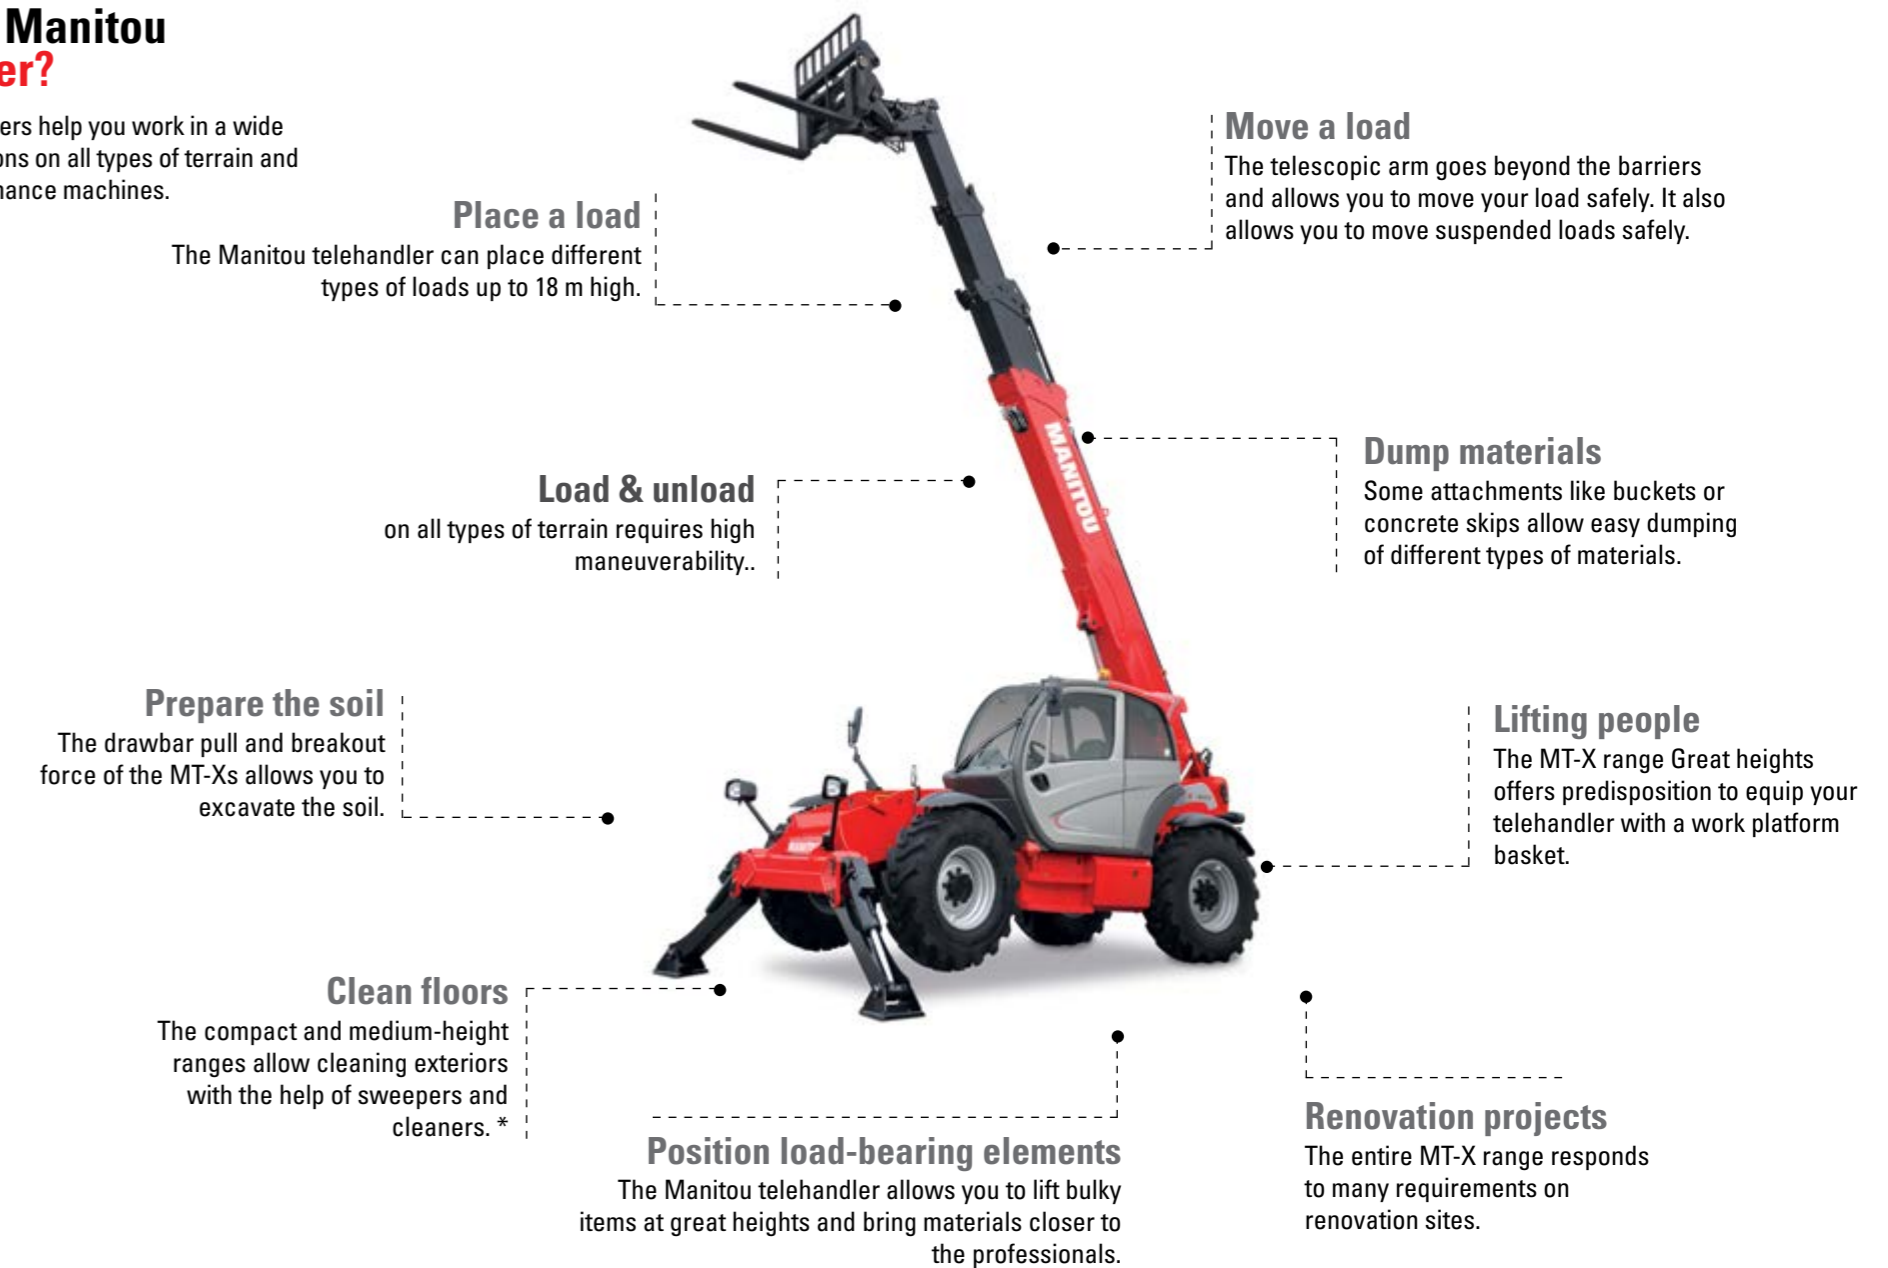 Manitou
er?
ers help you work in a wide
ons on all types of terrain and
nance machines.
Place a load
The Manitou telehandler can place different
types of loads up to 18 m high.
Move a load
The telescopic arm goes beyond the barriers
and allows you to move your load safely. It also
allows you to move suspended loads safely.
MANITOU
Load & unload
on all types of terrain requires high
maneuverability..
Dump materials
Some attachments like buckets or
concrete skips allow easy dumping
of different types of materials.
Prepare the soil
The drawbar pull and breakout
force of the MT-Xs allows you to
excavate the soil.
Lifting people
The MT-X range Great heights
offers predisposition to equip your
telehandler with a work platform
basket.
Clean floors
The compact and medium-height
ranges allow cleaning exteriors
with the help of sweepers and
cleaners. *
Position load-bearing elements
The Manitou telehandler allows you to lift bulky
items at great heights and bring materials closer to
the professionals.
Renovation projects
The entire MT-X range responds
to many requirements on
renovation sites.